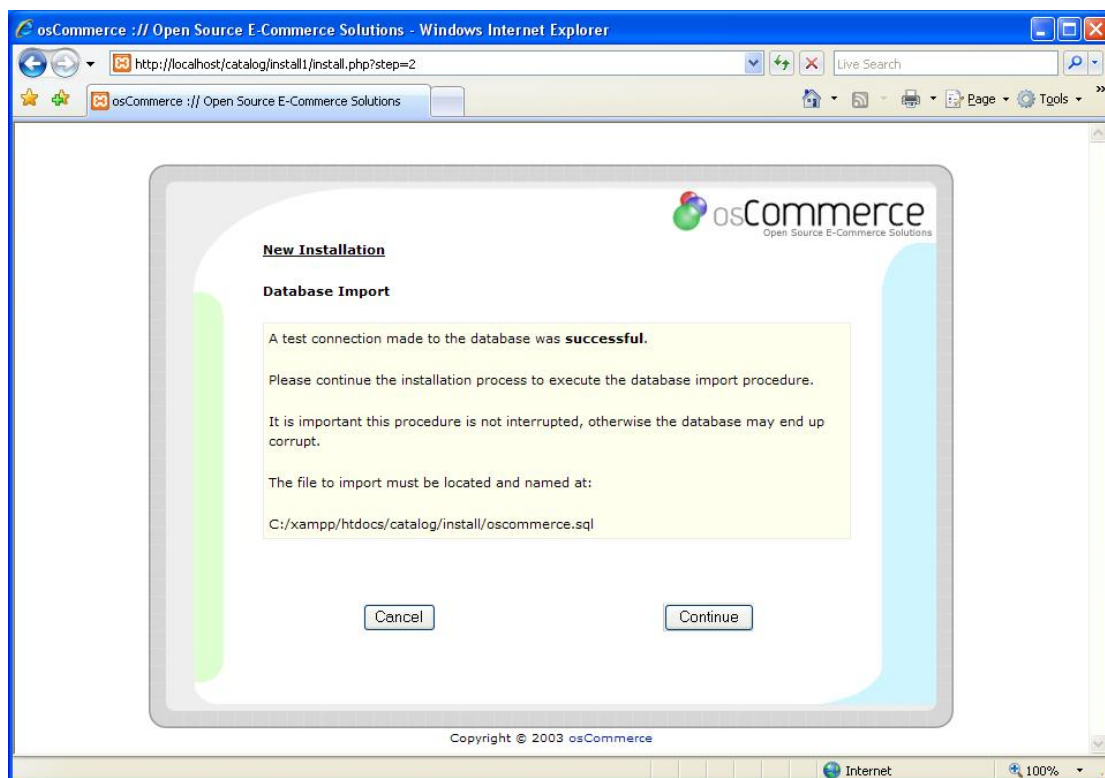 osCommerce :// Open Source E-Commerce Solutions - Windows Internet Explorer
http://localhost/catalog/install1/install.php?step=2
Live Search
osCommerce :// Open Source E-Commerce Solutions
Page
Tools
»
osCommerce
Open Source E-Commerce Solutions
New Installation
Database Import
A test connection made to the database was successful.
Please continue the installation process to execute the database import procedure.
It is important this procedure is not interrupted, otherwise the database may end up
corrupt.
The file to import must be located and named at:
C:/xampp/htdocs/catalog/install/oscommerce.sql
Cancel
Continue
Copyright © 2003 osCommerce
Internet
100%